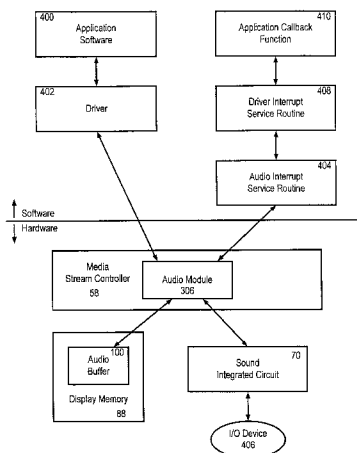 400
Application
Software
410
Application Callback
Function
402
Driver
408
Driver Interrupt
Service Routine
404
Audio Interrupt
Service Routine
Software
Hardware
Media
Stream Controller
58
Audio Module
306
100
Audio
Buffer
Display Memory
88
70
Sound
Integrated Circuit
I/O Device
406